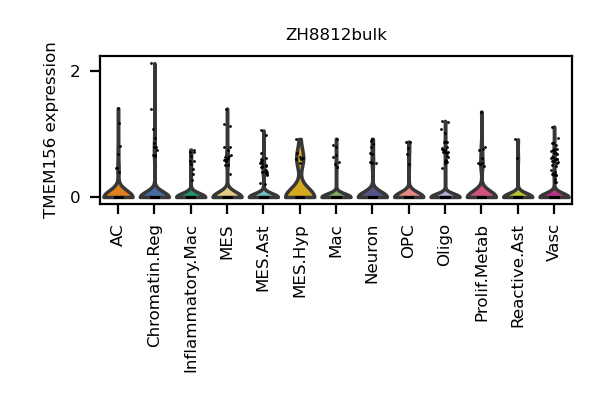 ZH8812bulk
TMEM156 expression
2
0
AC
Chromatin.Reg
Inflammatory.Mac
MES
MES.Ast
MES.Hyp
Mac
Neuron
OPC
Oligo
Prolif.Metab
Reactive.Ast
Vasc